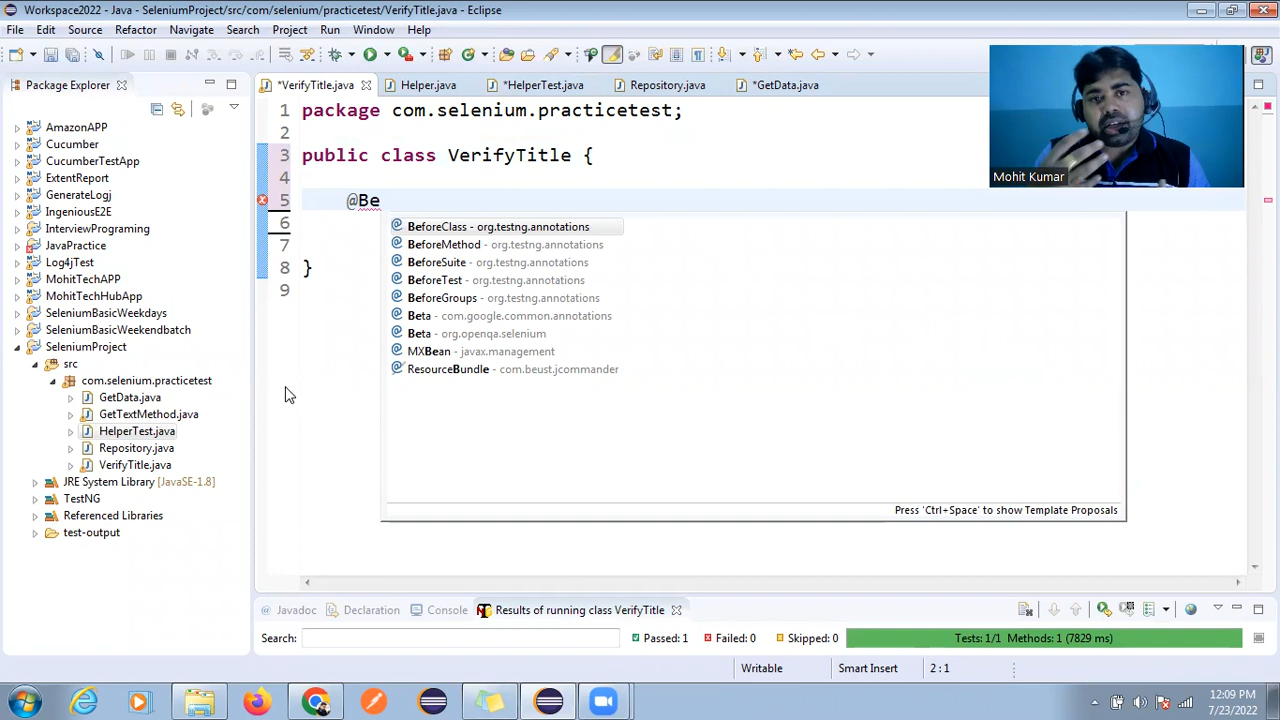 Workspace2022 - Java - SeleniumProject/src/com/selenium/practicetest/VerifyTitle.java - Eclipse
File Edit Source Refactor Navigate Search Project Run Window Help
Package Explorer
*VerifyTitle.java Helper.java *HelperTest.java Repository.java *GetData.java
AmazonAPP
Cucumber
CucumberTestApp
ExtentReport
GenerateLogj
IngeniousE2E
InterviewPrograming
JavaPractice
Log4jTest
MohitTechAPP
MohitTechHubApp
SeleniumBasicWeekdays
SeleniumBasicWeekendbatch
SeleniumProject
src
com.selenium.practicetest
GetData.java
GetTextMethod.java
HelperTest.java
Repository.java
VerifyTitle.java
JRE System Library [JavaSE-1.8]
TestNG
Referenced Libraries
test-output
1 package com.selenium.practicetest;
2
3 public class VerifyTitle {
4
5 @Be
6
7
8 }
9
BeforeClass - org.testng.annotations
BeforeMethod - org.testng.annotations
BeforeSuite - org.testng.annotations
BeforeTest - org.testng.annotations
BeforeGroups - org.testng.annotations
Beta - com.google.common.annotations
Beta - org.openqa.selenium
MXBean - javax.management
ResourceBundle - com.beust.jcommander
Press 'Ctrl+Space' to show Template Proposals
Mohit Kumar
Javadoc Declaration Console Results of running class VerifyTitle
Search: Passed: 1 Failed: 0 Skipped: 0 Tests: 1/1 Methods: 1 (7829 ms)
Writable Smart Insert 2 : 1
12:09 PM
7/23/2022